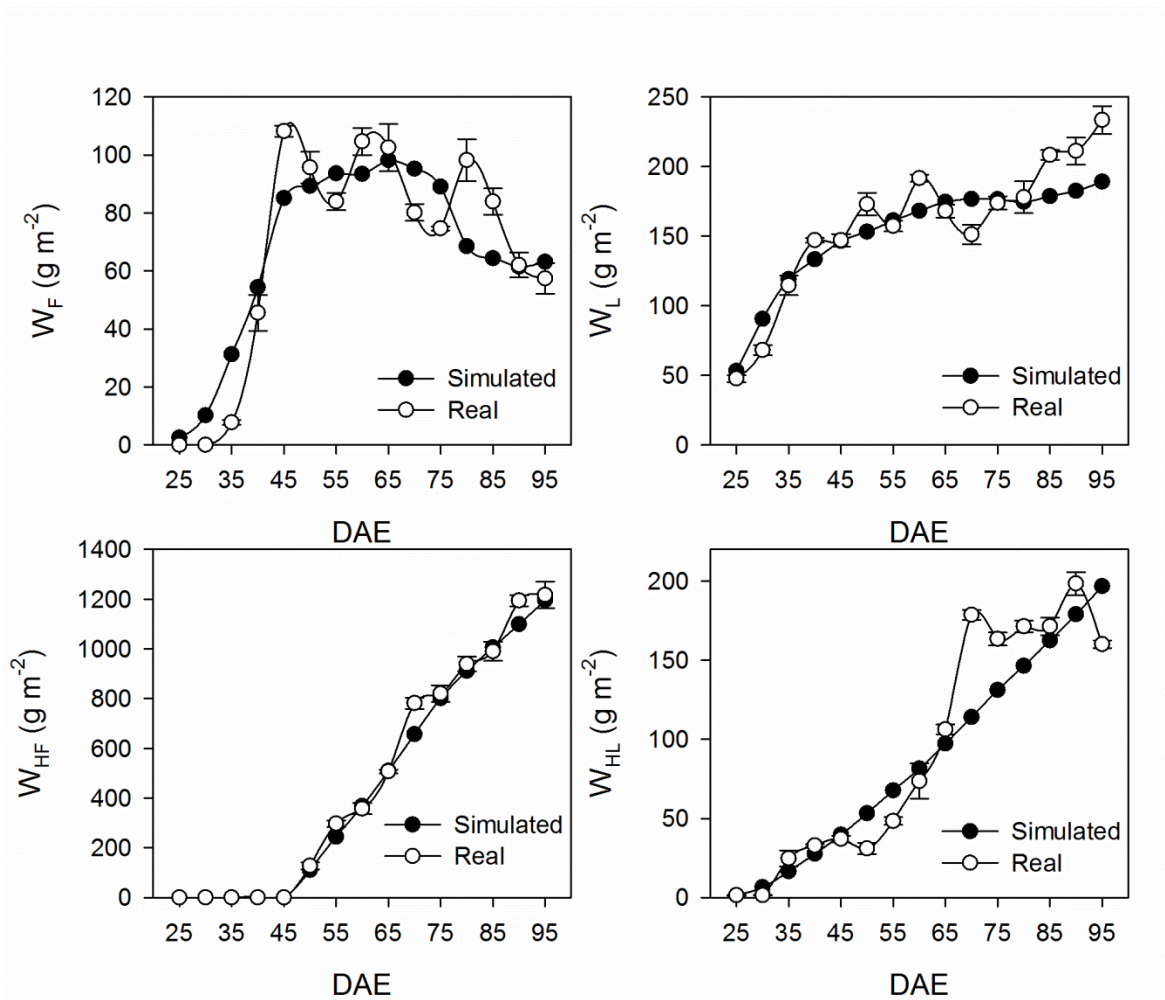 120
100
80
60
40
20
0
W_F (g m⁻²)
Simulated
Real
25 35 45 55 65 75 85 95
DAE
250
200
150
100
50
0
W_L (g m⁻²)
Simulated
Real
25 35 45 55 65 75 85 95
DAE
1400
1200
1000
800
600
400
200
0
W_HF (g m⁻²)
Simulated
Real
25 35 45 55 65 75 85 95
DAE
200
150
100
50
0
W_HL (g m⁻²)
Simulated
Real
25 35 45 55 65 75 85 95
DAE